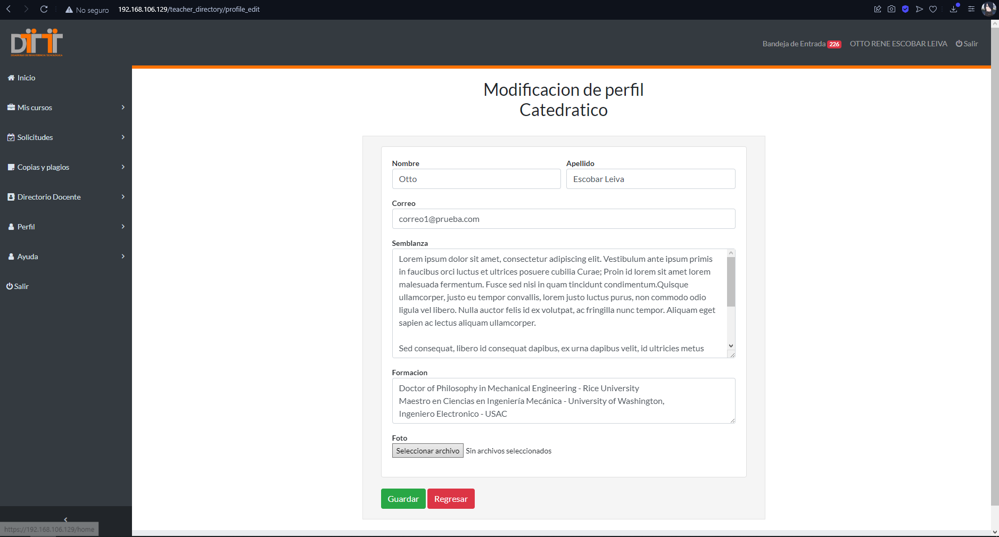 No seguro 192.168.106.129/teacher_directory/profile_edit
DTT
DESARROLLO DE TRANSFERENCIA TECNOLÓGICA
Bandeja de Entrada 226 OTTO RENE ESCOBAR LEIVA Salir
Inicio
Mis cursos
Solicitudes
Copias y plagios
Directorio Docente
Perfil
Ayuda
Salir
Modificacion de perfil
Catedratico
Nombre Apellido
Otto Escobar Leiva
Correo
correo1@prueba.com
Semblanza
Lorem ipsum dolor sit amet, consectetur adipiscing elit. Vestibulum ante ipsum primis
in faucibus orci luctus et ultrices posuere cubilia Curae; Proin id lorem sit amet lorem
malesuada fermentum. Fusce sed nisi in quam tincidunt condimentum.Quisque
ullamcorper, justo eu tempor convallis, lorem justo luctus purus, non commodo odio
ligula vel libero. Nulla auctor felis id ex volutpat, ac fringilla nunc tempor. Aliquam eget
sapien ac lectus aliquam ullamcorper.
Sed consequat, libero id consequat dapibus, ex urna dapibus velit, id ultricies metus
Formacion
Doctor of Philosophy in Mechanical Engineering - Rice University
Maestro en Ciencias en Ingeniería Mecánica - University of Washington,
Ingeniero Electronico - USAC
Foto
Seleccionar archivo Sin archivos seleccionados
Guardar Regresar
https://192.168.106.129/home